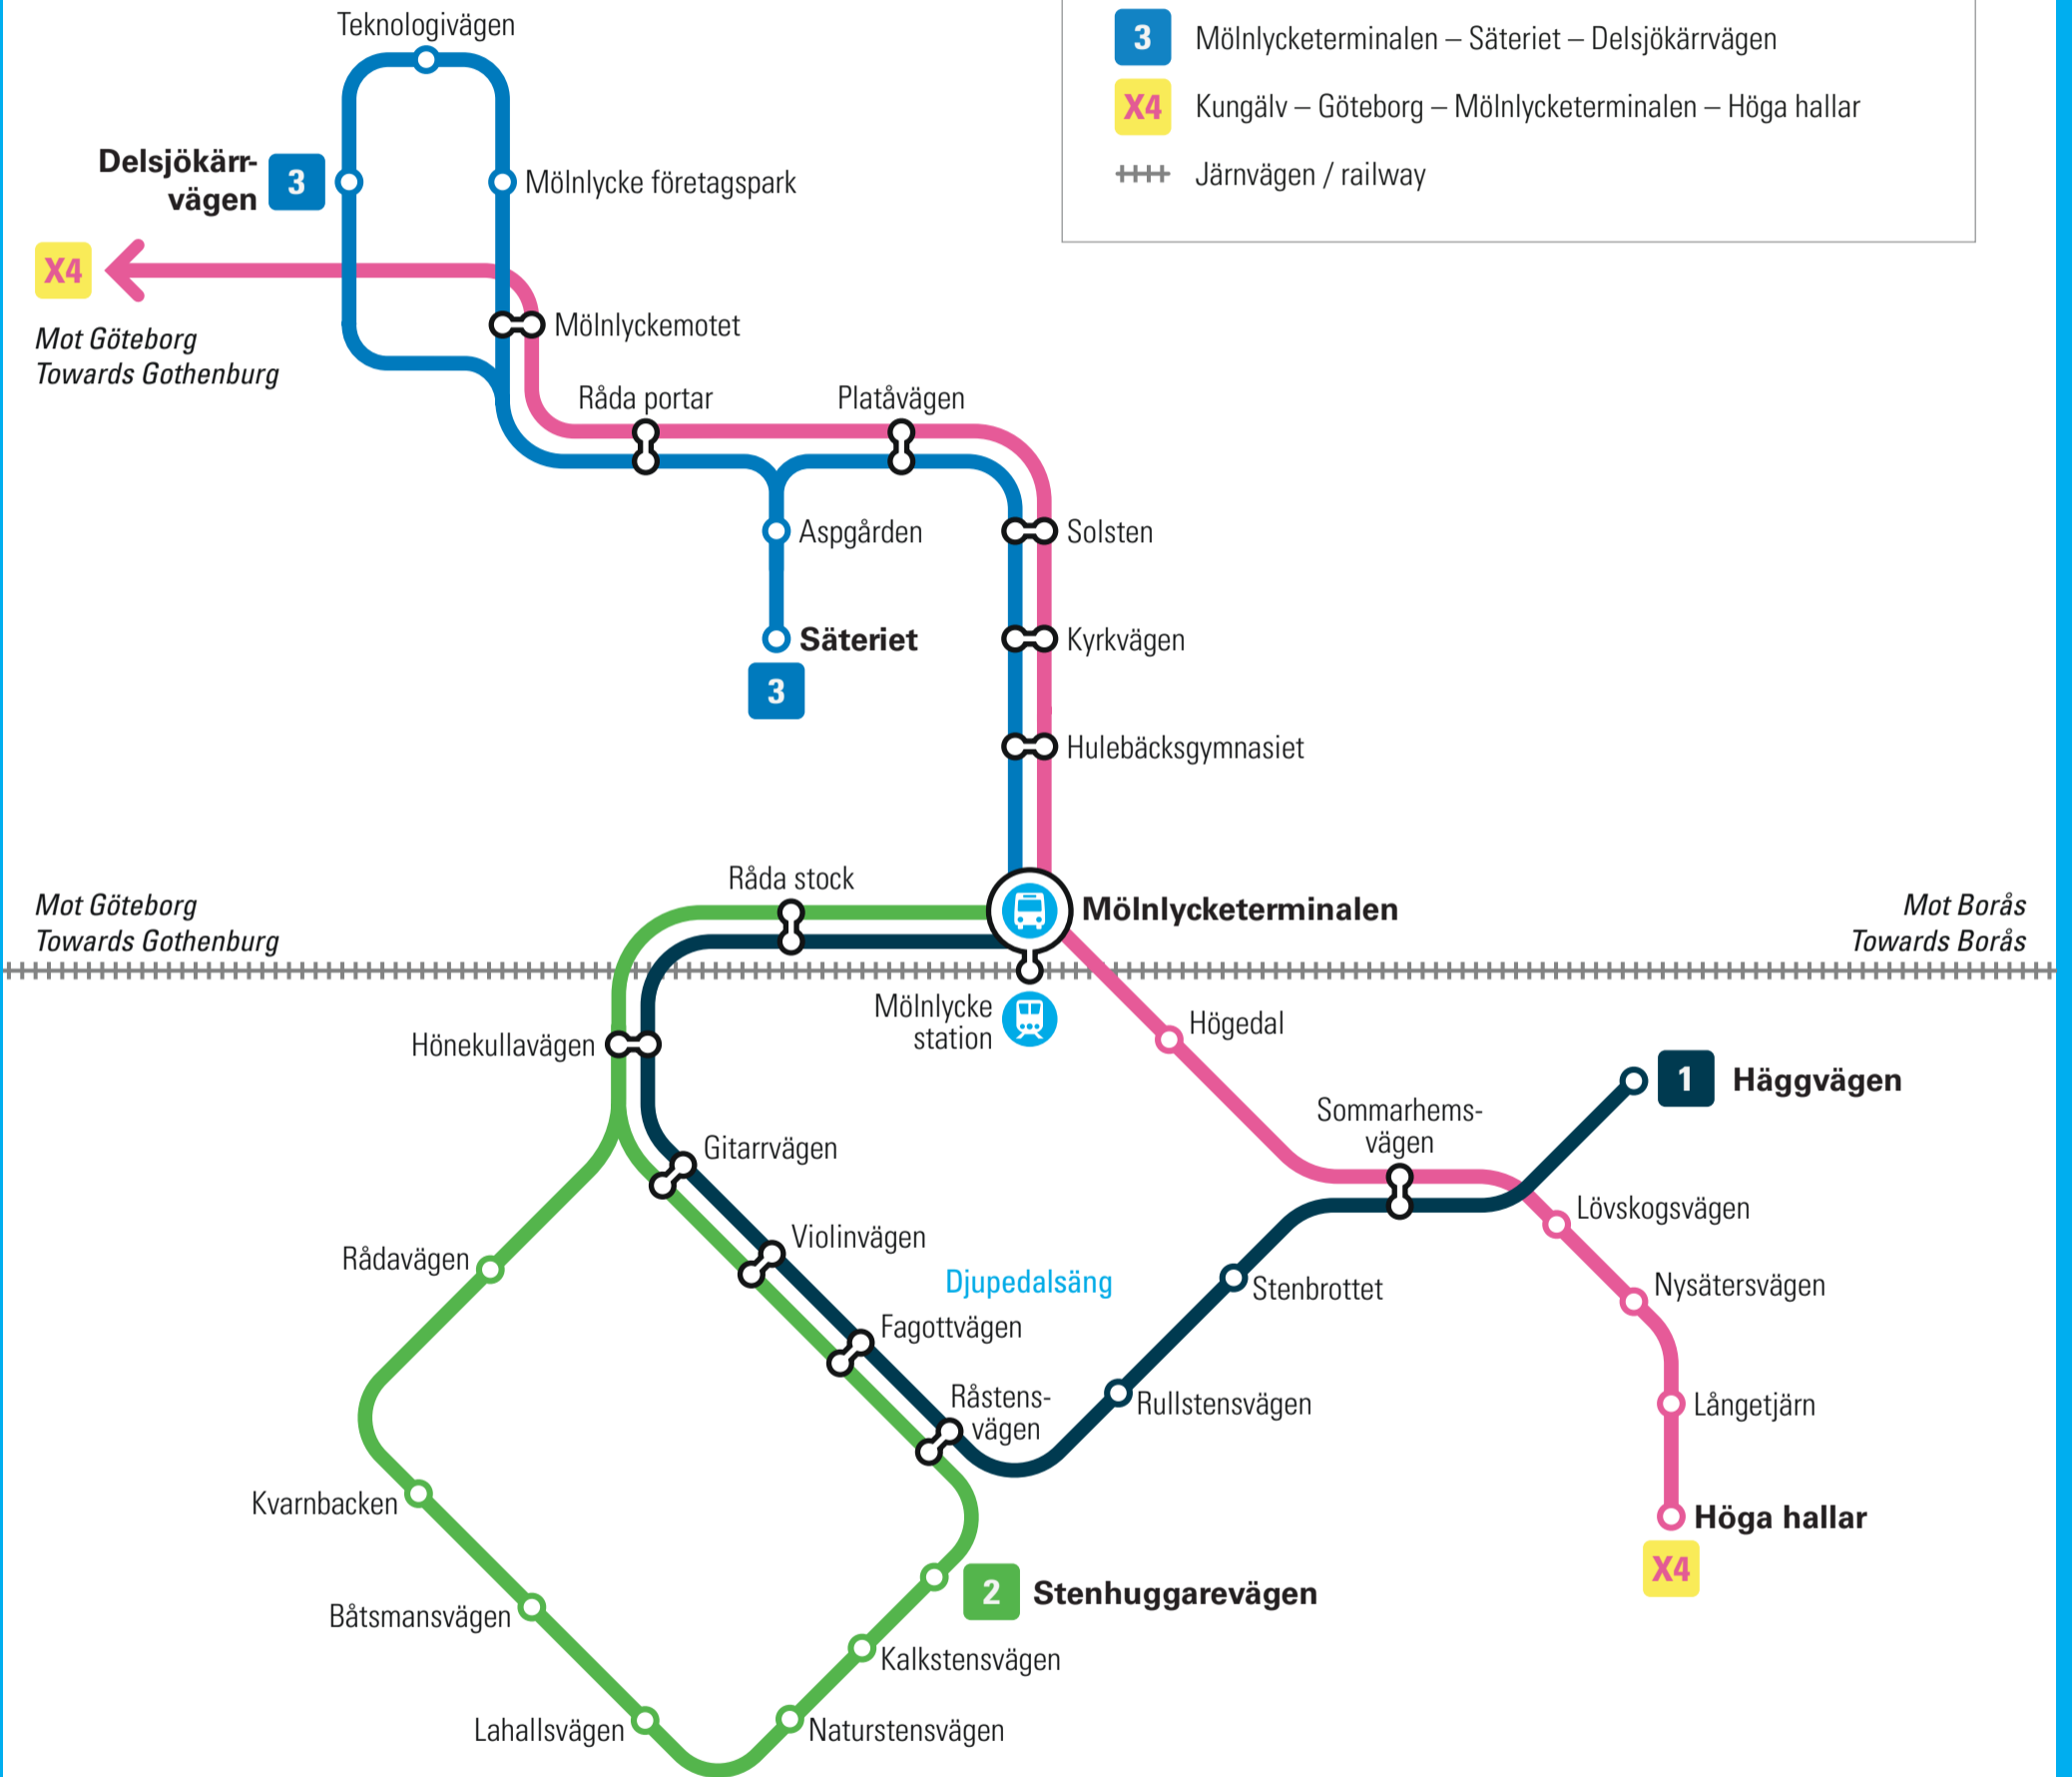 Teknologivägen
3 Mölnlycketerminalen – Säteriet – Delsjökärrvägen
X4 Kungälv – Göteborg – Mölnlycketerminalen – Höga hallar
Järnvägen / railway
Delsjökärr-
vägen
3
Mölnlycke företagspark
X4
Mot Göteborg
Towards Gothenburg
Mölnlyckemotet
Råda portar
Platåvägen
Aspgården
Solsten
Säteriet
3
Kyrkvägen
Hulebäcksgymnasiet
Råda stock
Mölnlycketerminalen
Mot Göteborg
Towards Gothenburg
Mot Borås
Towards Borås
Mölnlycke
station
Högedal
Hönekullavägen
1 Häggvägen
Sommarhems-
vägen
Gitarrvägen
Lövskogsvägen
Violinvägen
Rådavägen
Djupedalsäng
Stenbrottet
Nysätersvägen
Fagottvägen
Råstens-
vägen
Rullstensvägen
Långetjärn
Kvarnbacken
Höga hallar
X4
2 Stenhuggarevägen
Båtsmansvägen
Kalkstensvägen
Lahallsvägen
Naturstensvägen